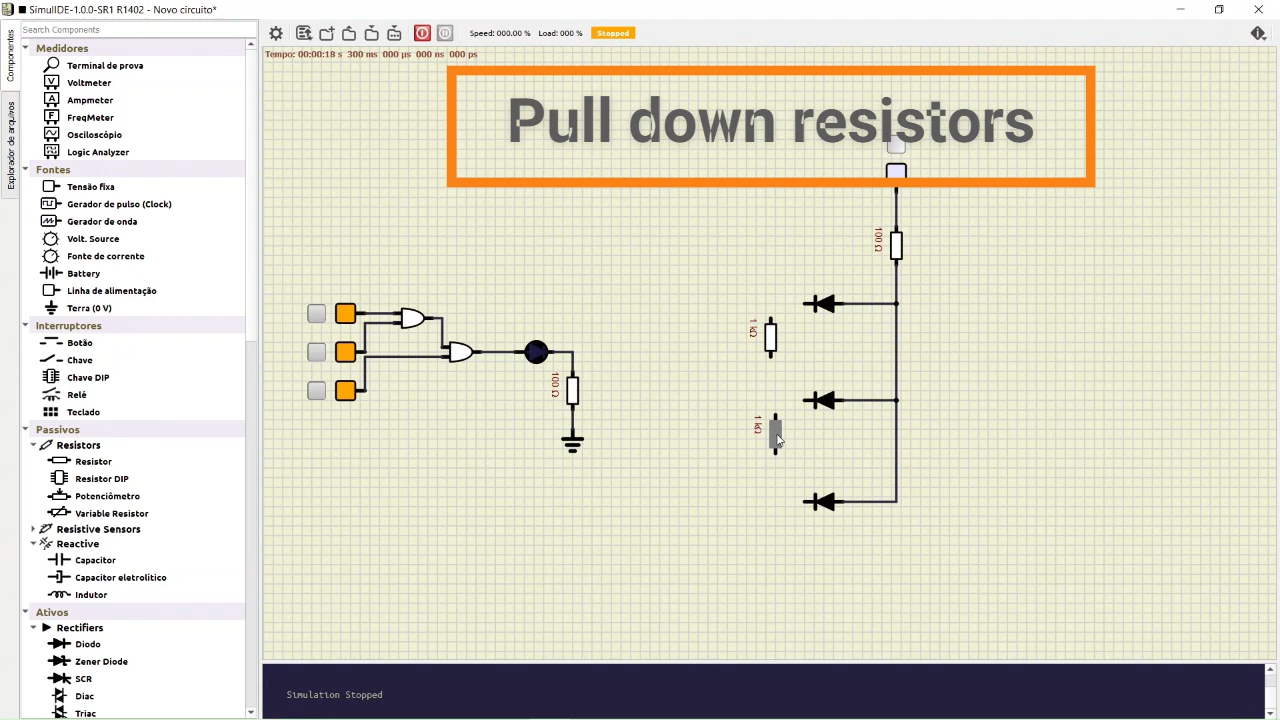 SimulIDE-1.0.0-SR1 R1402 - Novo circuito*
Componentes
Explorador de arquivos
Search Components
Medidores
Terminal de prova
Voltmeter
Ampmeter
FreqMeter
Osciloscópio
Logic Analyzer
Fontes
Tensão fixa
Gerador de pulso (Clock)
Gerador de onda
Volt. Source
Fonte de corrente
Battery
Linha de alimentação
Terra (0 V)
Interruptores
Botão
Chave
Chave DIP
Relê
Teclado
Passivos
Resistors
Resistor
Resistor DIP
Potenciômetro
Variable Resistor
Resistive Sensors
Reactive
Capacitor
Capacitor eletrolítico
Indutor
Ativos
Rectifiers
Diodo
Zener Diode
SCR
Diac
Triac
Speed: 000.00 %
Load: 000 %
Stopped
Tempo: 00:00:18 s 300 ms 000 µs 000 ns 000 ps
Pull down resistors
100 Ω
1 kΩ
100 Ω
1 kΩ
Simulation Stopped